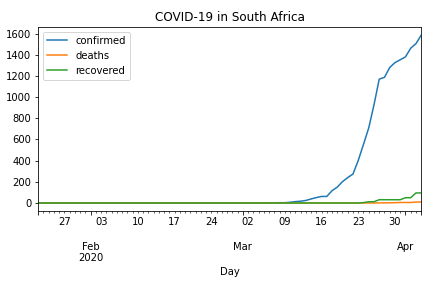 COVID-19 in South Africa
confirmed
deaths
recovered
1600
1400
1200
1000
800
600
400
200
0
27 03 10 17 24 02 09 16 23 30
Feb Mar Apr
2020
Day